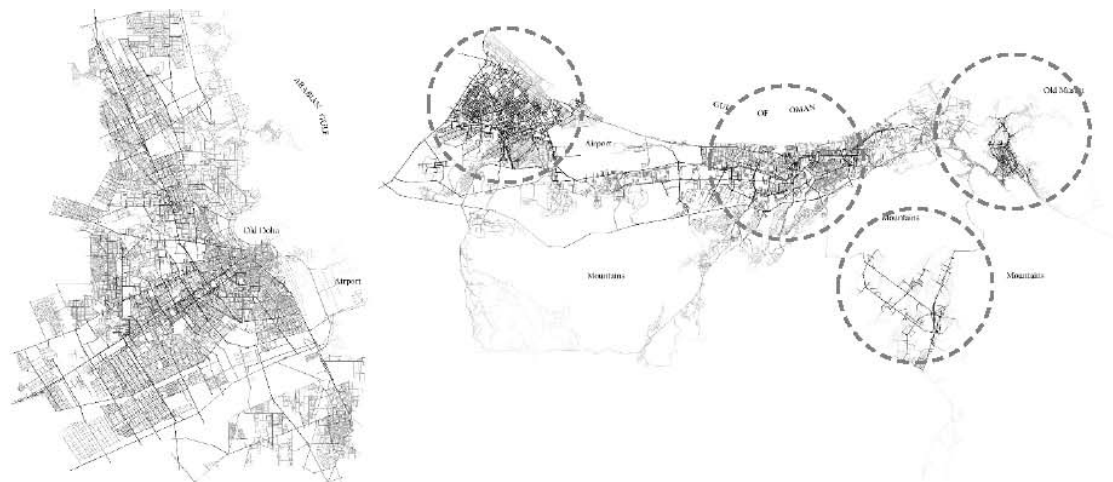 ARABIAN GULF
Old Doha
Airport
GULF OF OMAN
Airport
Old Muscat
Mountains
Mountains
Mountains